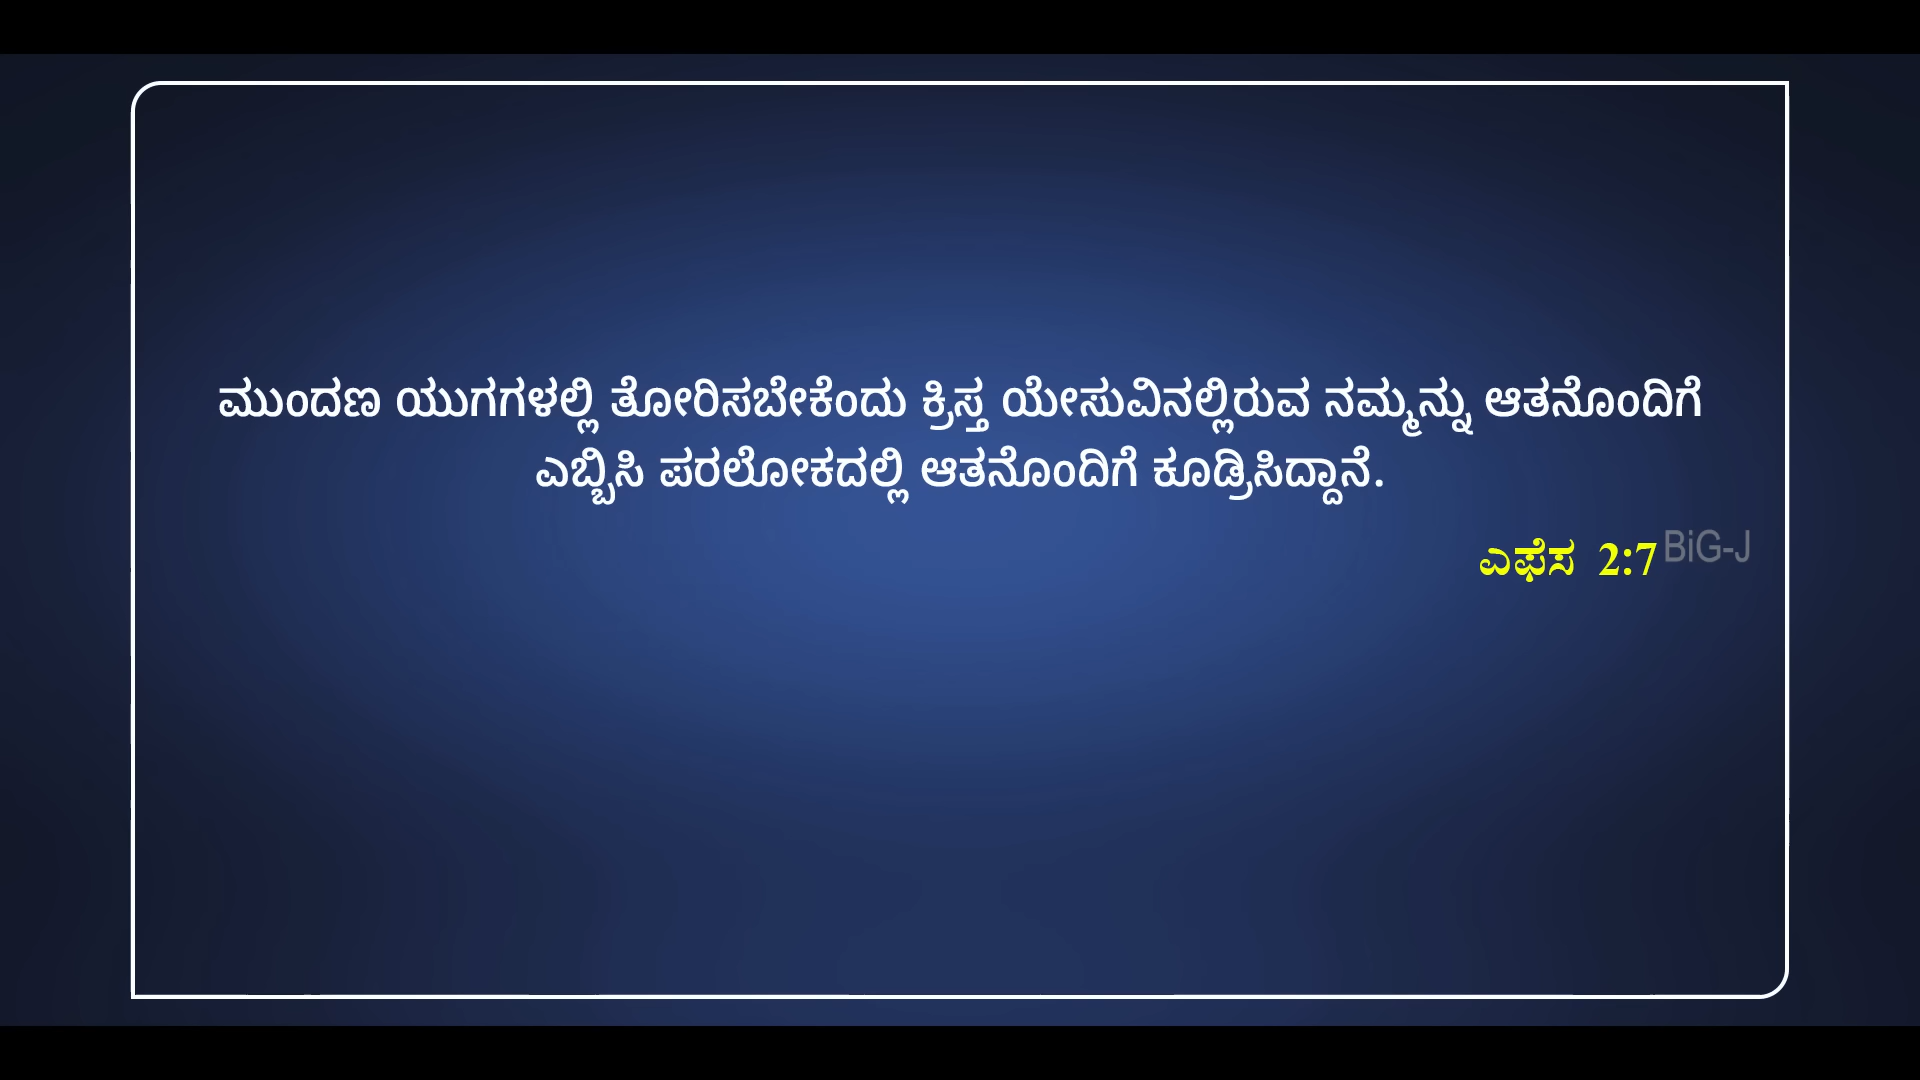 ಮುಂದಣ ಯುಗಗಳಲ್ಲಿ ತೋರಿಸಬೇಕೆಂದು ಕ್ರಿಸ್ತ ಯೇಸುವಿನಲ್ಲಿರುವ ನಮ್ಮನ್ನು ಆತನೊಂದಿಗೆ
ಎಬ್ಬಿಸಿ ಪರಲೋಕದಲ್ಲಿ ಆತನೊಂದಿಗೆ ಕೂಡ್ರಿಸಿದ್ದಾನೆ.
ಎಫೆಸ 2:7
BiG-J